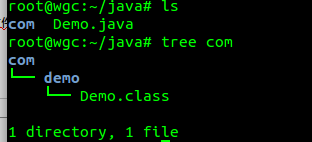 root@wgc:~/java# ls
com  Demo.java
root@wgc:~/java# tree com
com
└── demo
    └── Demo.class
1 directory, 1 file